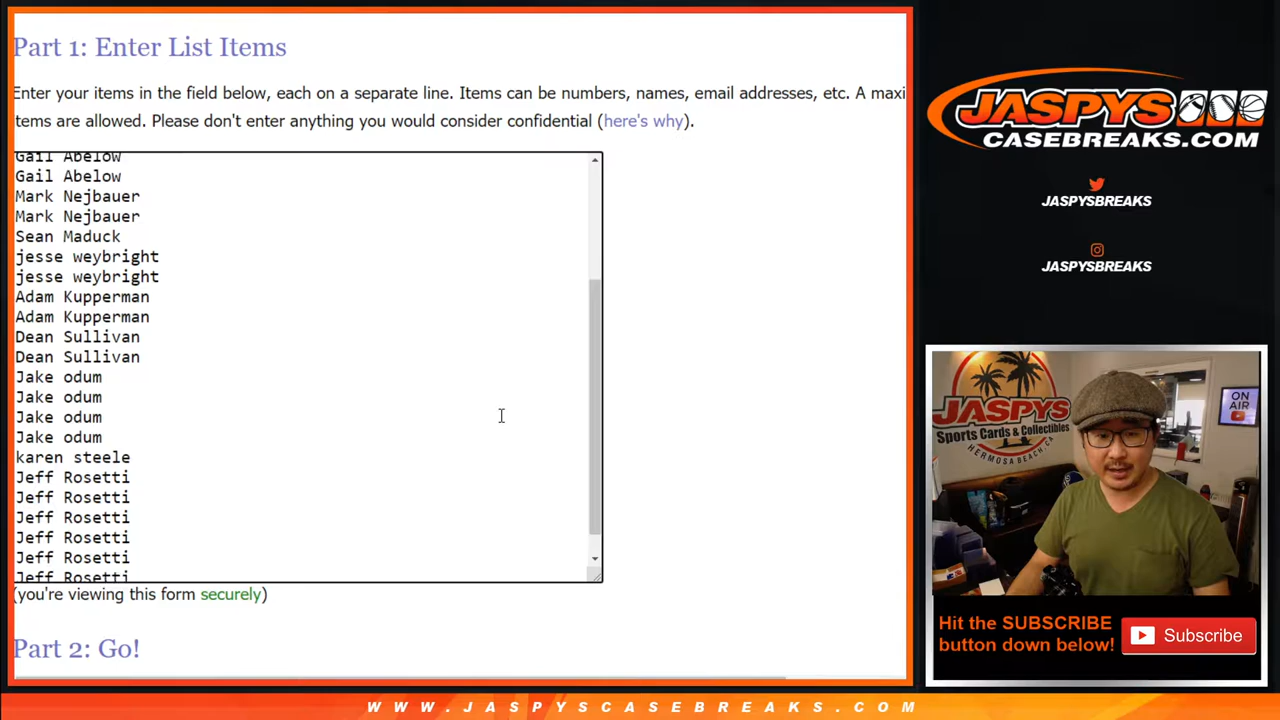 Part 1: Enter List Items
Enter your items in the field below, each on a separate line. Items can be numbers, names, email addresses, etc. A maxi
items are allowed. Please don't enter anything you would consider confidential (here's why).
Gail Abelow
Gail Abelow
Mark Nejbauer
Mark Nejbauer
Sean Maduck
jesse weybright
jesse weybright
Adam Kupperman
Adam Kupperman
Dean Sullivan
Dean Sullivan
Jake odum
Jake odum
Jake odum
Jake odum
karen steele
Jeff Rosetti
Jeff Rosetti
Jeff Rosetti
Jeff Rosetti
Jeff Rosetti
Jeff Rosetti
(you're viewing this form securely)
Part 2: Go!
JASPYS
CASEBREAKS.COM
JASPYSBREAKS
JASPYSBREAKS
JASPYS
Sports Cards & Collectibles
HERMOSA BEACH, CA
ON
AIR
Hit the SUBSCRIBE
button down below!
Subscribe
WWW.JASPYSCASEBREAKS.COM